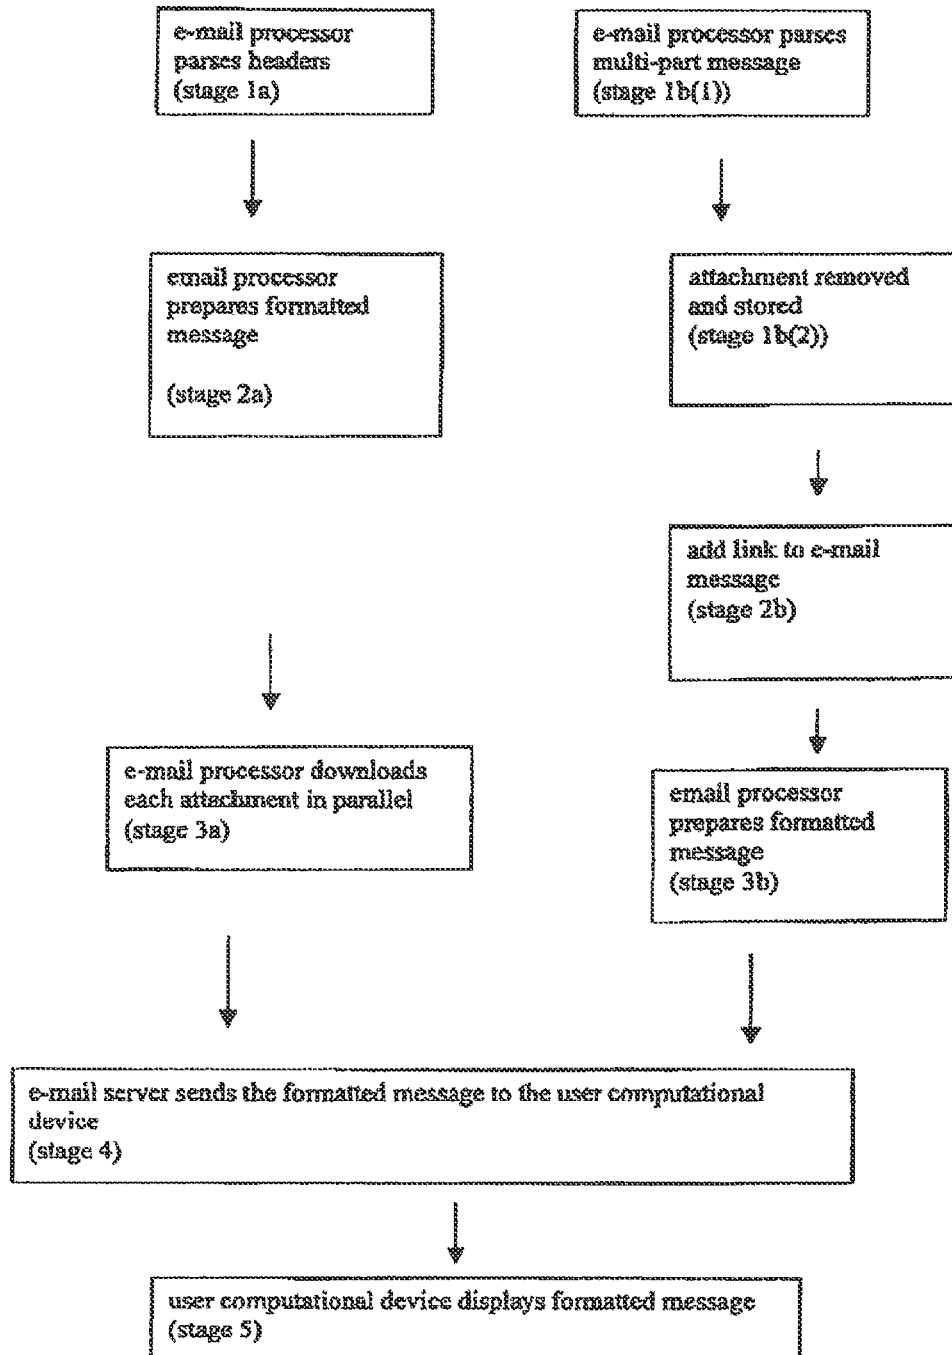 e-mail processor
parses headers
(stage 1a)
e-mail processor parses
multi-part message
(stage 1b(1))
email processor
prepares formatted
message
(stage 2a)
attachment removed
and stored
(stage 1b(2))
add link to e-mail
message
(stage 2b)
e-mail processor downloads
each attachment in parallel
(stage 3a)
email processor
prepares formatted
message
(stage 3b)
e-mail server sends the formatted message to the user computational
device
(stage 4)
user computational device displays formatted message
(stage 5)